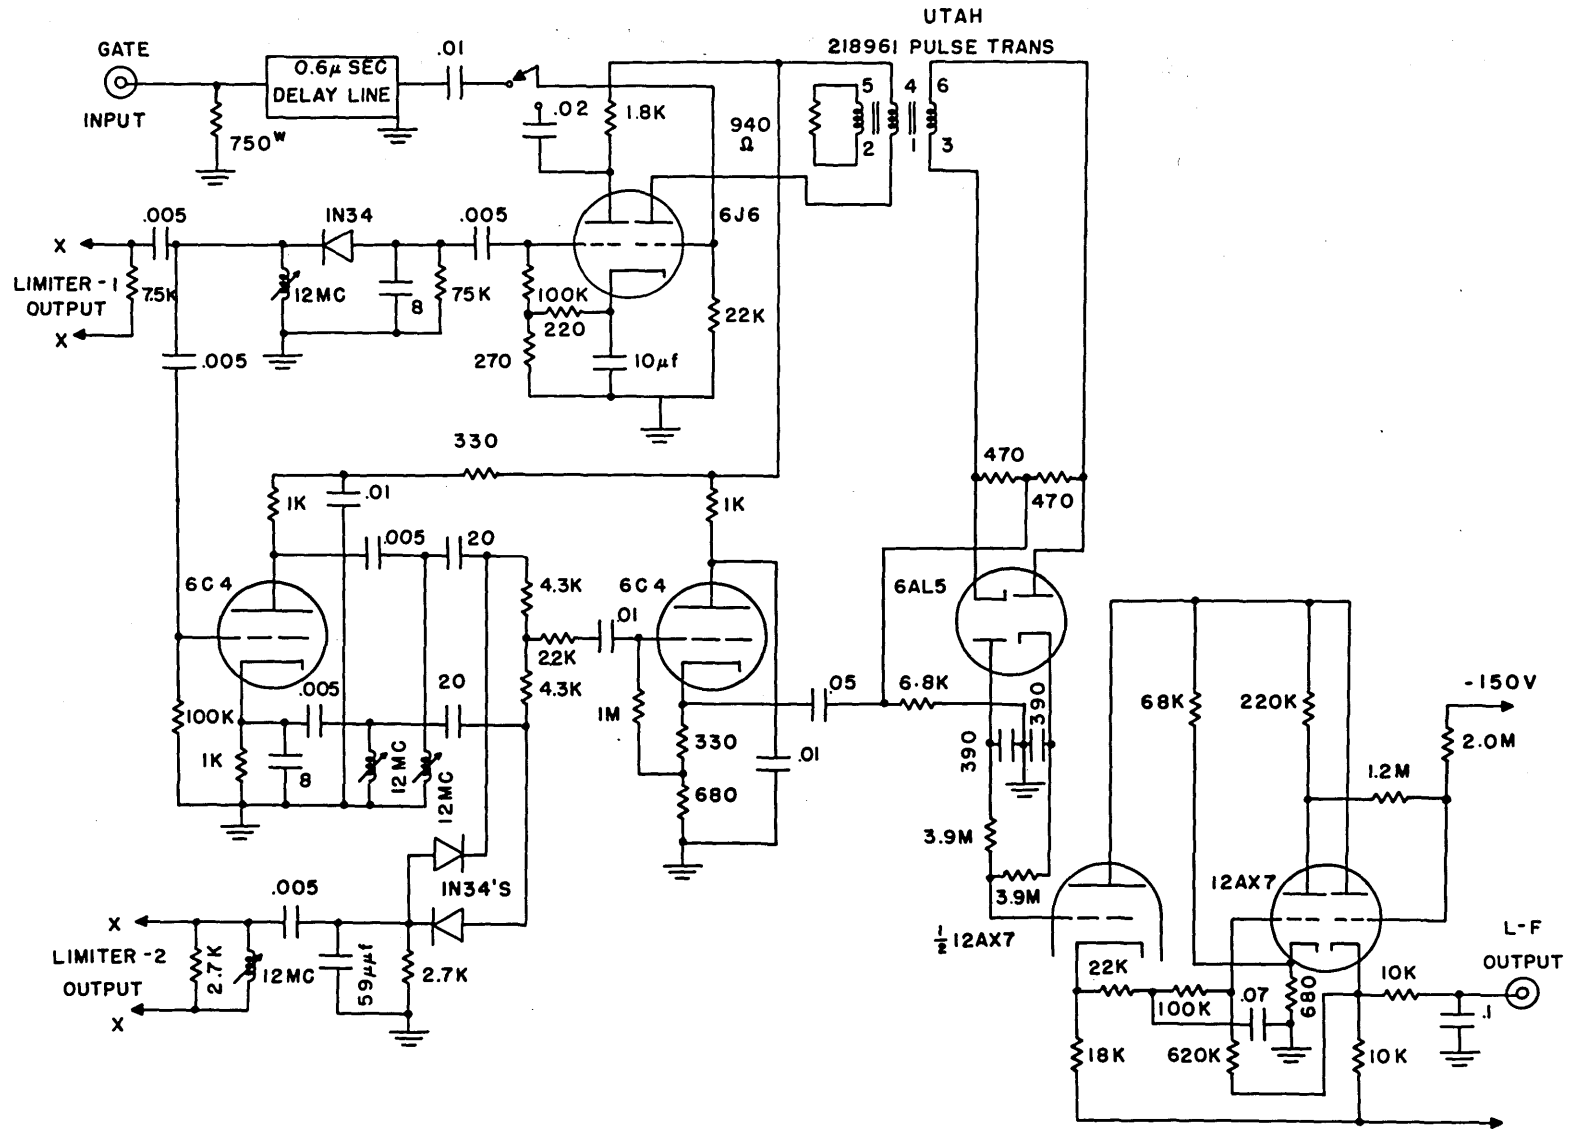 UTAH
218961 PULSE TRANS
GATE
INPUT
0.6μ SEC
DELAY LINE
.01
750ᵂ
.02
1.8K
940
Ω
5
4
6
2
1
3
6J6
.005
1N34
.005
X
LIMITER-1
OUTPUT
X
7.5K
12MC
8
75K
100K
220
270
10μf
22K
.005
330
1K
.01
1K
470
470
.005
20
6C4
4.3K
6C4
.01
6AL5
22K
4.3K
.005
20
100K
1K
8
12MC
12MC
1M
330
680
.01
.05
6.8K
390
390
68K
220K
-150V
2.0M
1.2M
3.9M
3.9M
1N34'S
12AX7
½12AX7
.005
X
LIMITER-2
OUTPUT
X
2.7K
12MC
59μμf
2.7K
22K
100K
.07
680
10K
L-F
OUTPUT
.1
18K
620K
10K